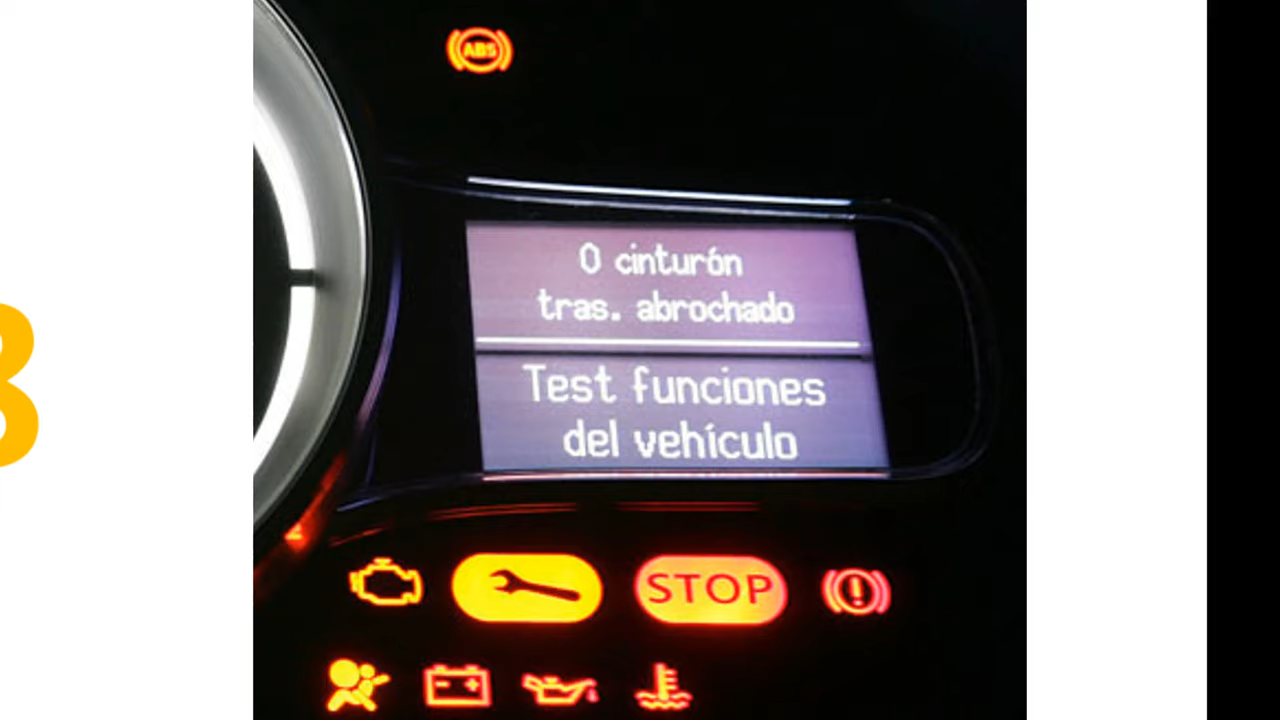 ABS
0 cinturón
tras. abrochado
Test funciones
del vehículo
STOP